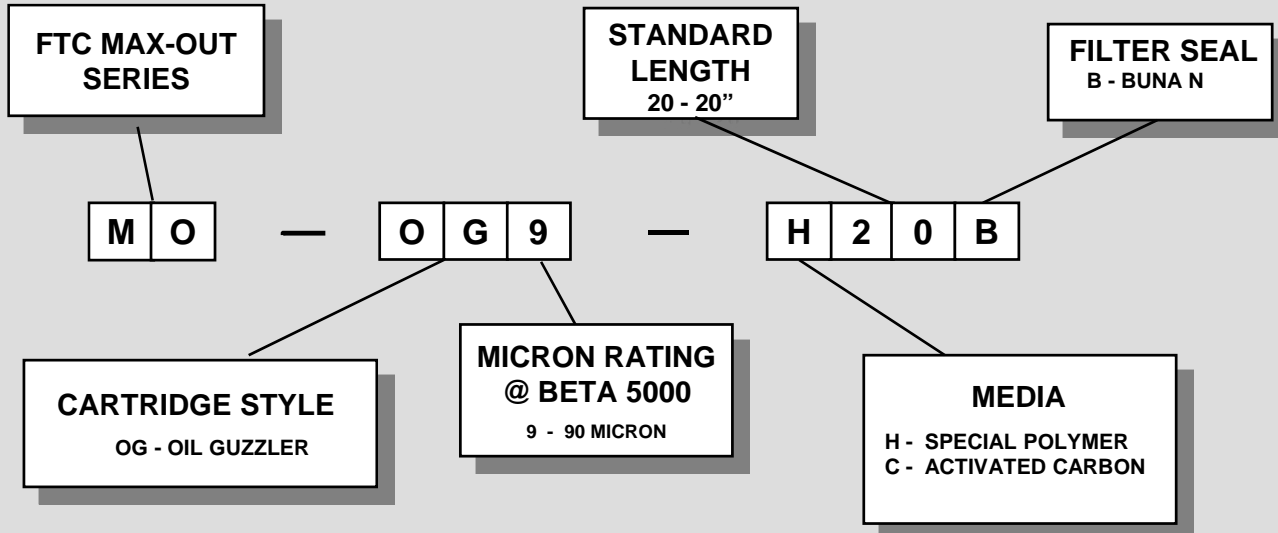 FTC MAX-OUT
SERIES
STANDARD
LENGTH
20 - 20”
FILTER SEAL
B - BUNA N
M O — O G 9 — H 2 0 B
CARTRIDGE STYLE
OG - OIL GUZZLER
MICRON RATING
@ BETA 5000
9 - 90 MICRON
MEDIA
H - SPECIAL POLYMER
C - ACTIVATED CARBON